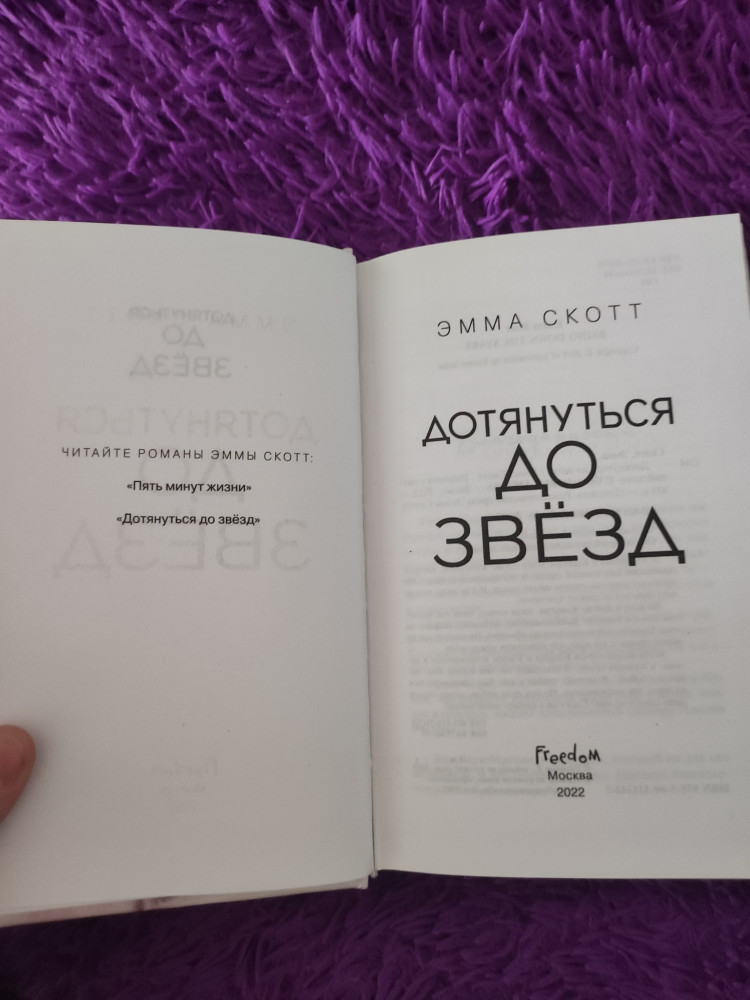 ЧИТАЙТЕ РОМАНЫ ЭММЫ СКОТТ:
«Пять минут жизни»
«Дотянуться до звёзд»
ЭММА СКОТТ
ДОТЯНУТЬСЯ
ДО
ЗВЁЗД
Freedom
Москва
2022